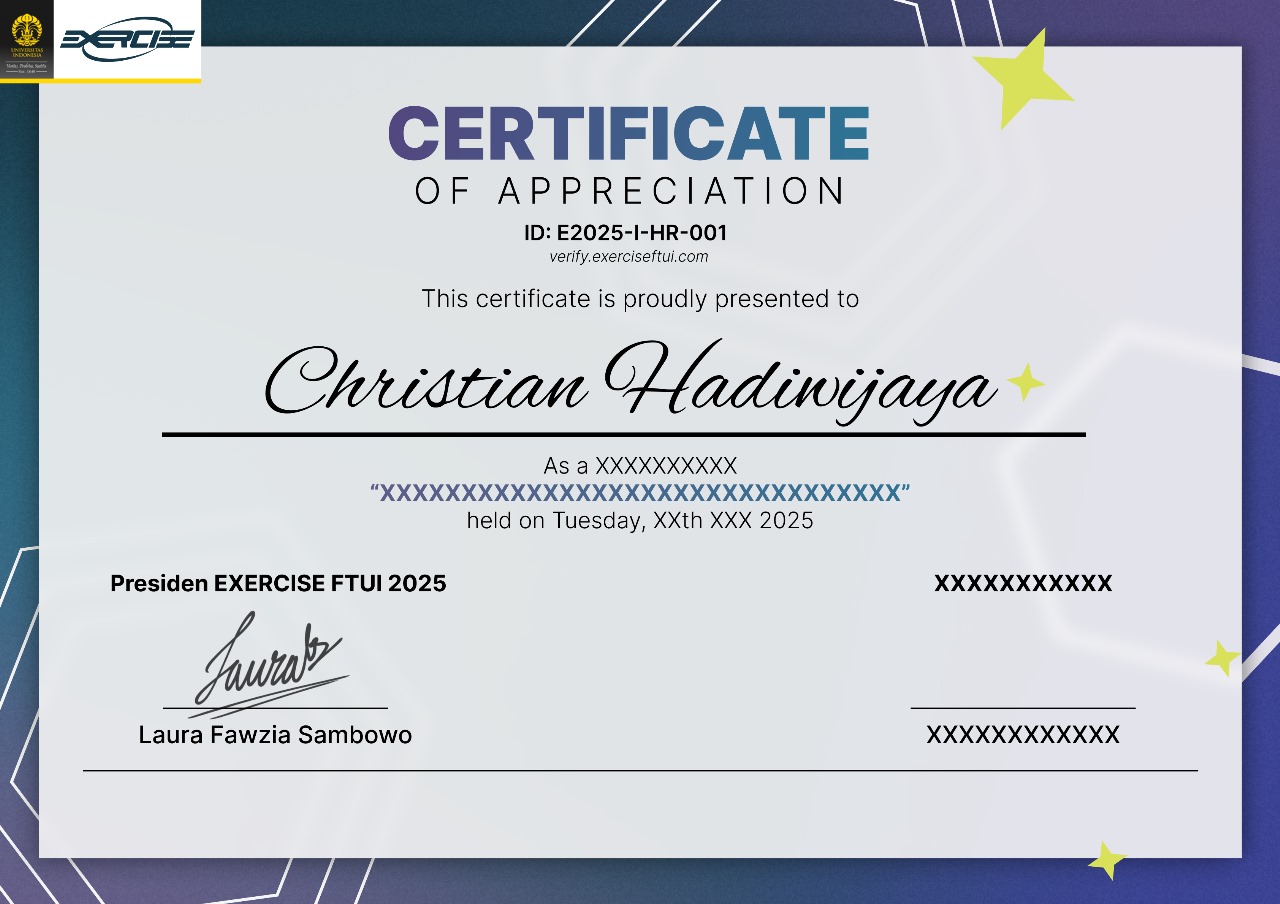 UNIVERSITAS
INDONESIA
Veritas, Probitas, Iustitia
EXERCISE
CERTIFICATE
OF APPRECIATION
ID: E2025-I-HR-001
verify.exerciseftui.com
This certificate is proudly presented to
Christian Hadiwijaya
As a XXXXXXXXXX
“XXXXXXXXXXXXXXXXXXXXXXXXXXXXXXXX”
held on Tuesday, XXth XXX 2025
Presiden EXERCISE FTUI 2025
XXXXXXXXXXX
Laura
Laura Fawzia Sambowo
XXXXXXXXXXXX